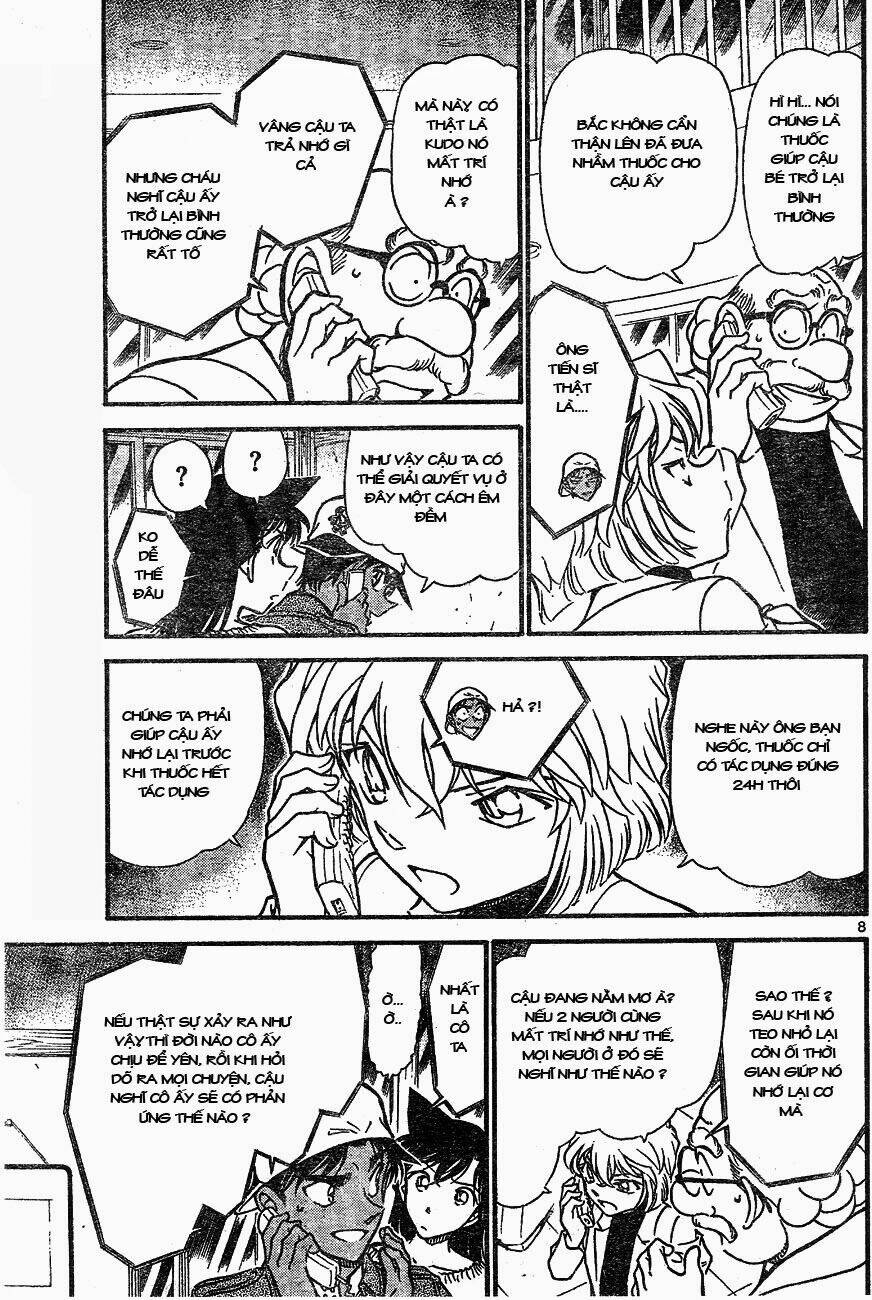 HÌ HÌ... NÓI
CHÚNG LÀ
THUỐC
GIÚP CẬU
BÉ TRỞ LẠI
BÌNH
THƯỜNG
BẮC KHÔNG CẨN
THẬN LÊN ĐÃ ĐƯA
NHẦM THUỐC CHO
CẬU ẤY
ÔNG
TIẾN SĨ
THẬT
LÀ....
MÀ NÀY, CÓ
THẬT LÀ
KUDO NÓ
MẤT TRÍ
NHỚ
À ?
VÂNG CẬU TA
TRẢ NHỚ GÌ
CẢ
NHƯNG CHÁU
NGHĨ CẬU ẤY
TRỞ LẠI BÌNH
THƯỜNG CŨNG
RẤT TỐ
NHƯ VẬY CẬU TA CÓ
THỂ GIẢI QUYẾT VỤ Ở
ĐÂY MỘT CÁCH ÊM
ĐỀM
?
?
KO
DỄ
THẾ
ĐÂU
NGHE NÀY ÔNG BẠN
NGỐC, THUỐC CHỈ
CÓ TÁC DỤNG ĐÚNG
24H THÔI
HẢ ?!
CHÚNG TA PHẢI
GIÚP CẬU ẤY
NHỚ LẠI TRƯỚC
KHI THUỐC HẾT
TÁC DỤNG
8
SAO THẾ ?
SAU KHI NÓ
TEO NHỎ LẠI
CÒN ỐI THỜI
GIAN GIÚP NÓ
NHỚ LẠI CƠ
MÀ
CẬU ĐANG NẰM MƠ À?
NẾU 2 NGƯỜI CÙNG
MẤT TRÍ NHỚ NHƯ THẾ,
MỌI NGƯỜI Ở ĐÓ SẼ
NGHĨ NHƯ THẾ NÀO ?
NHẤT
LÀ
CÔ
TA
Ờ...
Ờ..
NẾU THẬT SỰ XẢY RA NHƯ
VẬY THÌ ĐỜI NÀO CÔ ẤY
CHỊU ĐỂ YÊN, RỒI KHI HỎI
DÒ RA MỌI CHUYỆN, CẬU
NGHĨ CÔ ẤY SẼ CÓ PHẢN
ỨNG THẾ NÀO ?